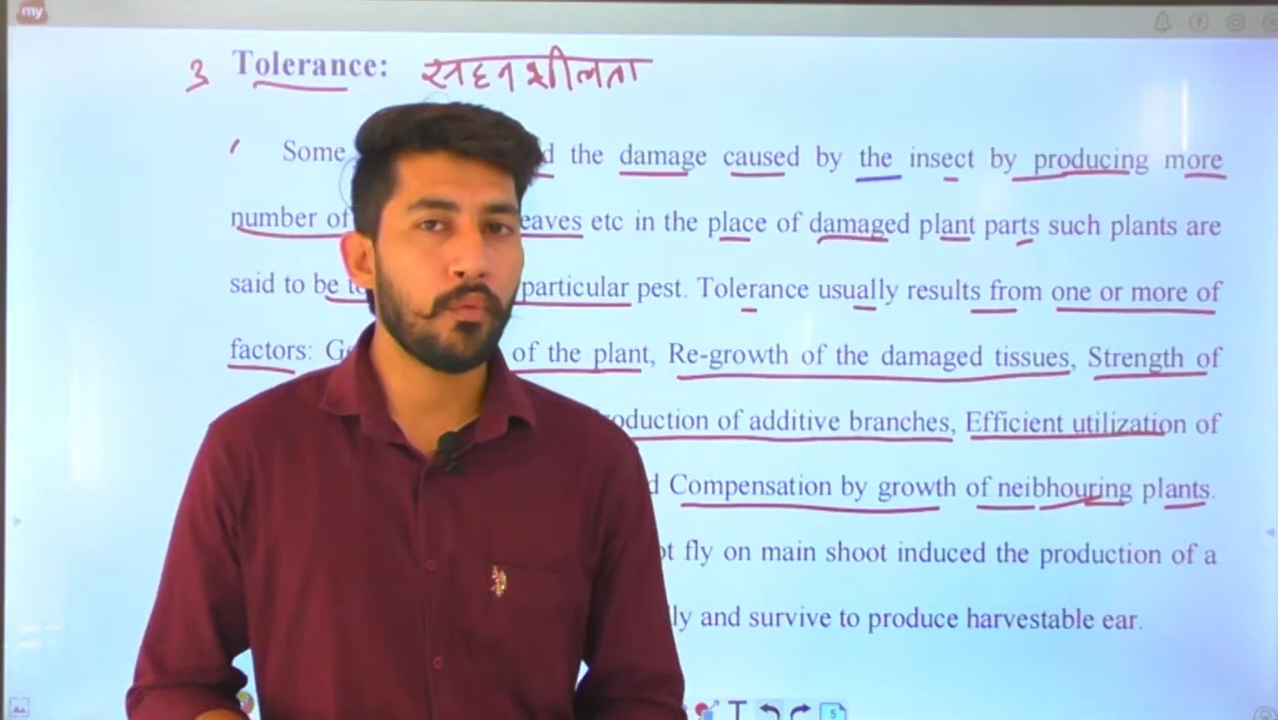 my
3 Tolerance: सहनशीलता
Some the damage caused by the insect by producing more
number of eaves etc in the place of damaged plant parts such plants are
said to be particular pest. Tolerance usually results from one or more of
factors: of the plant, Re-growth of the damaged tissues, Strength of
oduction of additive branches, Efficient utilization of
Compensation by growth of neibhouring plants.
fly on main shoot induced the production of a
ly and survive to produce harvestable ear.
T 5